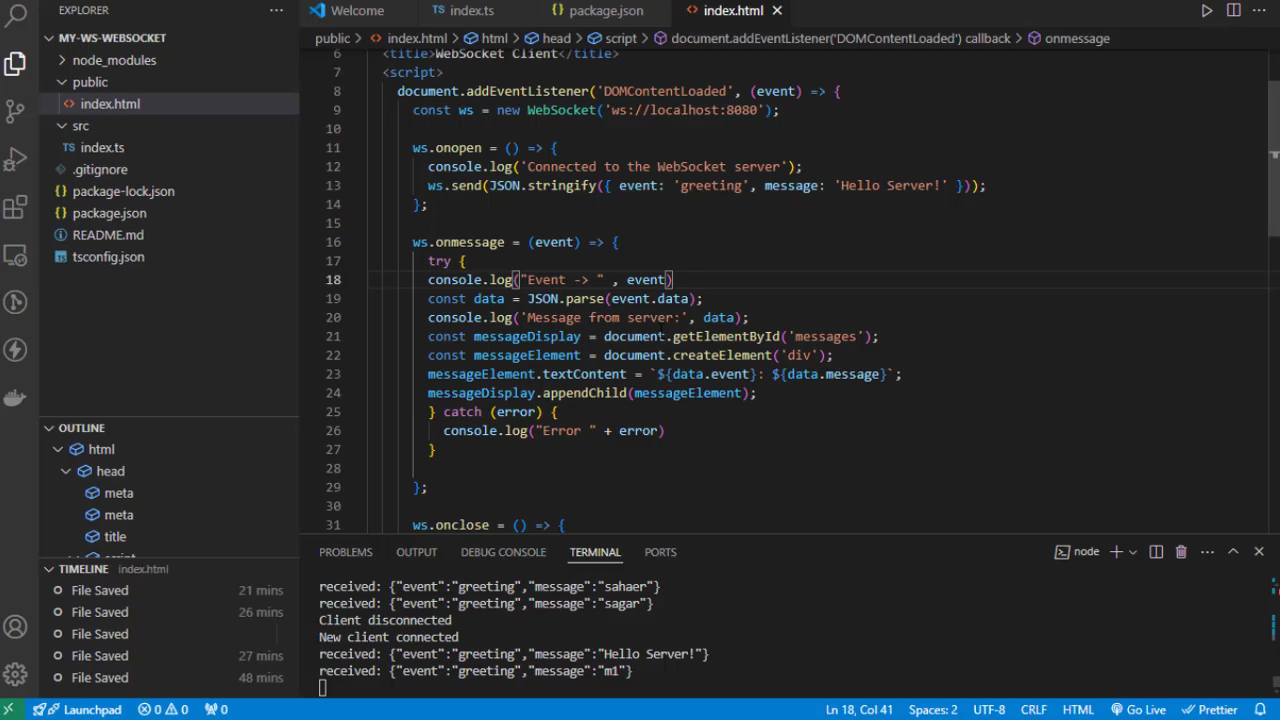 EXPLORER
Welcome
index.ts
package.json
index.html
MY-WS-WEBSOCKET
node_modules
public
index.html
src
index.ts
.gitignore
package-lock.json
package.json
README.md
tsconfig.json
OUTLINE
html
head
meta
meta
title
TIMELINE index.html
File Saved 21 mins
File Saved 26 mins
File Saved
File Saved 27 mins
File Saved 48 mins
public > index.html > html > head > script > document.addEventListener('DOMContentLoaded') callback > onmessage
6 <title>WebSocket Client</title>
7 <script>
8 document.addEventListener('DOMContentLoaded', (event) => {
9 const ws = new WebSocket('ws://localhost:8080');
10
11 ws.onopen = () => {
12 console.log('Connected to the WebSocket server');
13 ws.send(JSON.stringify({ event: 'greeting', message: 'Hello Server!' }));
14 };
15
16 ws.onmessage = (event) => {
17 try {
18 console.log("Event -> " , event)
19 const data = JSON.parse(event.data);
20 console.log('Message from server:', data);
21 const messageDisplay = document.getElementById('messages');
22 const messageElement = document.createElement('div');
23 messageElement.textContent = `${data.event}: ${data.message}`;
24 messageDisplay.appendChild(messageElement);
25 } catch (error) {
26 console.log("Error " + error)
27 }
28
29 };
30
31 ws.onclose = () => {
PROBLEMS OUTPUT DEBUG CONSOLE TERMINAL PORTS
node
received: {"event":"greeting","message":"sahaer"}
received: {"event":"greeting","message":"sagar"}
Client disconnected
New client connected
received: {"event":"greeting","message":"Hello Server!"}
received: {"event":"greeting","message":"m1"}
Launchpad 0 0 0 Ln 18, Col 41 Spaces: 2 UTF-8 CRLF HTML Go Live Prettier